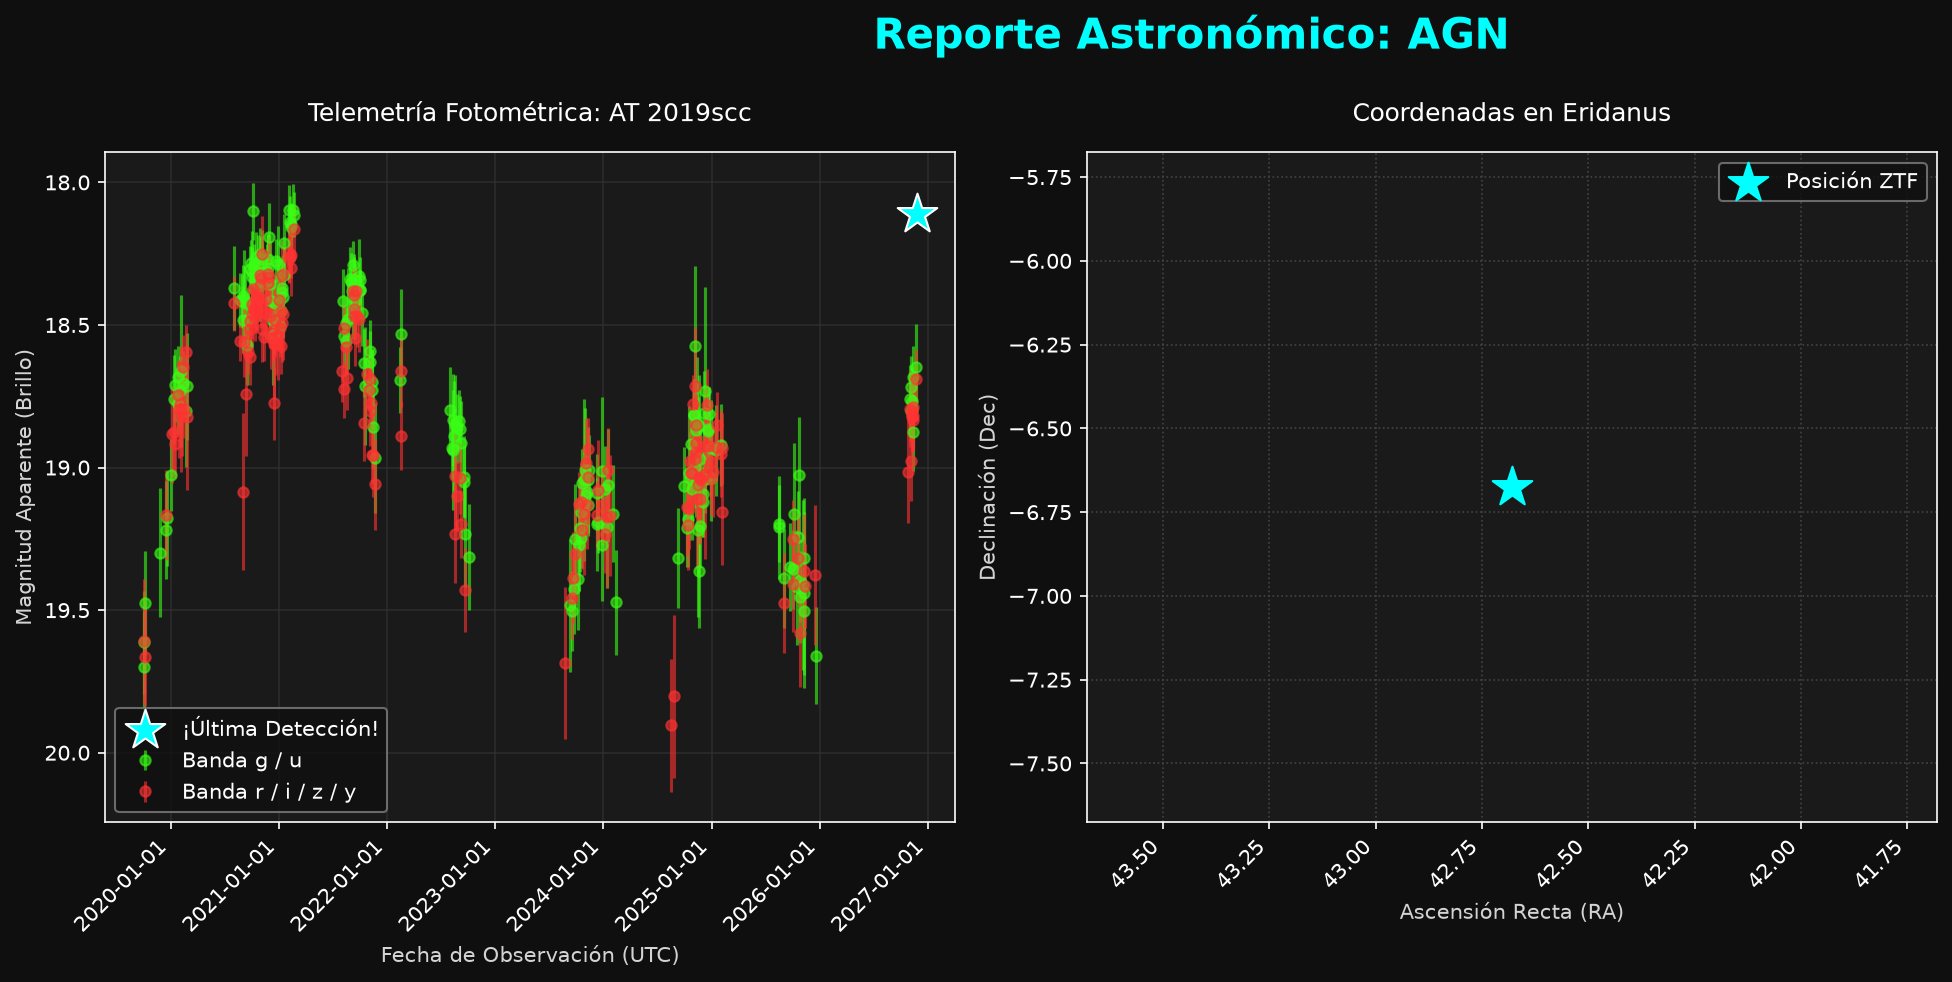 Reporte Astronómico: AGN
Telemetría Fotométrica: AT 2019scc
Magnitud Aparente (Brillo)
18.0
18.5
19.0
19.5
20.0
¡Última Detección!
Banda g / u
Banda r / i / z / y
2020-01-01
2021-01-01
2022-01-01
2023-01-01
2024-01-01
2025-01-01
2026-01-01
2027-01-01
Fecha de Observación (UTC)
Coordenadas en Eridanus
Declinación (Dec)
−5.75
−6.00
−6.25
−6.50
−6.75
−7.00
−7.25
−7.50
Posición ZTF
43.50
43.25
43.00
42.75
42.50
42.25
42.00
41.75
Ascensión Recta (RA)